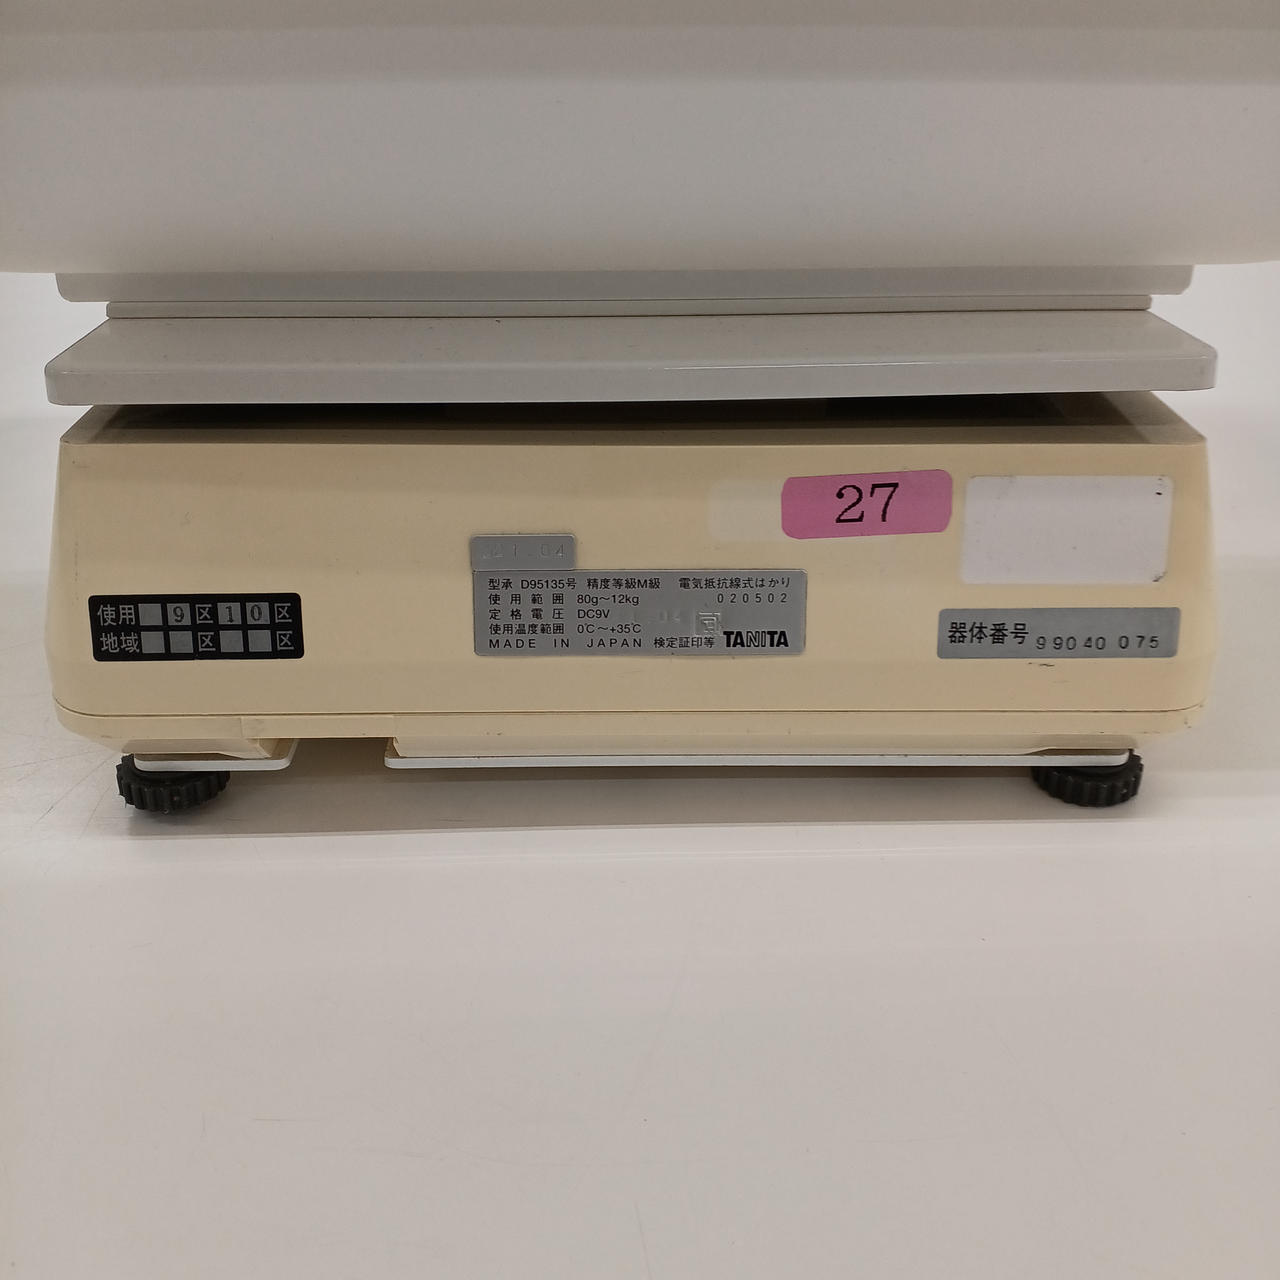 27
型承 D95135号 精度等級M級 電気抵抗線式はかり
使用範囲 80g～12kg 020502
定格電圧 DC9V
使用温度範囲 0℃～+35℃
MADE IN JAPAN 検定証印等 TANITA
使用 9区10区
地域 区 区
器体番号 99040 075